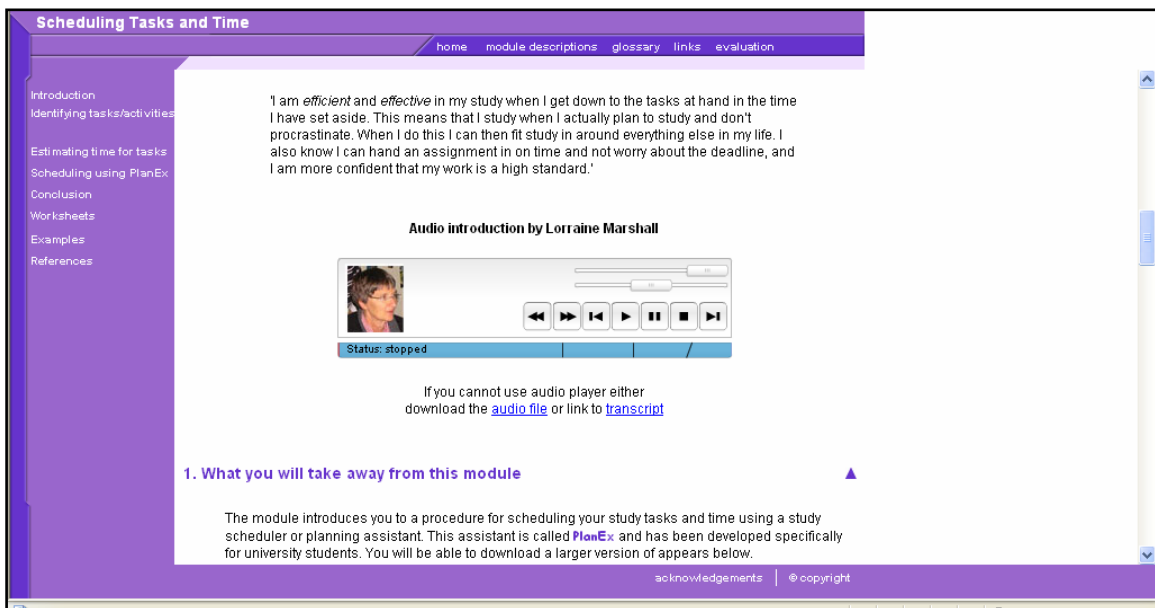 Scheduling Tasks and Time
home module descriptions glossary links evaluation
Introduction
Identifying tasks/activities
Estimating time for tasks
Scheduling using PlanEx
Conclusion
Worksheets
Examples
References
'I am efficient and effective in my study when I get down to the tasks at hand in the time
I have set aside. This means that I study when I actually plan to study and don't
procrastinate. When I do this I can then fit study in around everything else in my life. I
also know I can hand an assignment in on time and not worry about the deadline, and
I am more confident that my work is a high standard.'
Audio introduction by Lorraine Marshall
Status: stopped
If you cannot use audio player either
download the audio file or link to transcript
1. What you will take away from this module
The module introduces you to a procedure for scheduling your study tasks and time using a study
scheduler or planning assistant. This assistant is called PlanEx and has been developed specifically
for university students. You will be able to download a larger version of appears below.
acknowledgements | © copyright